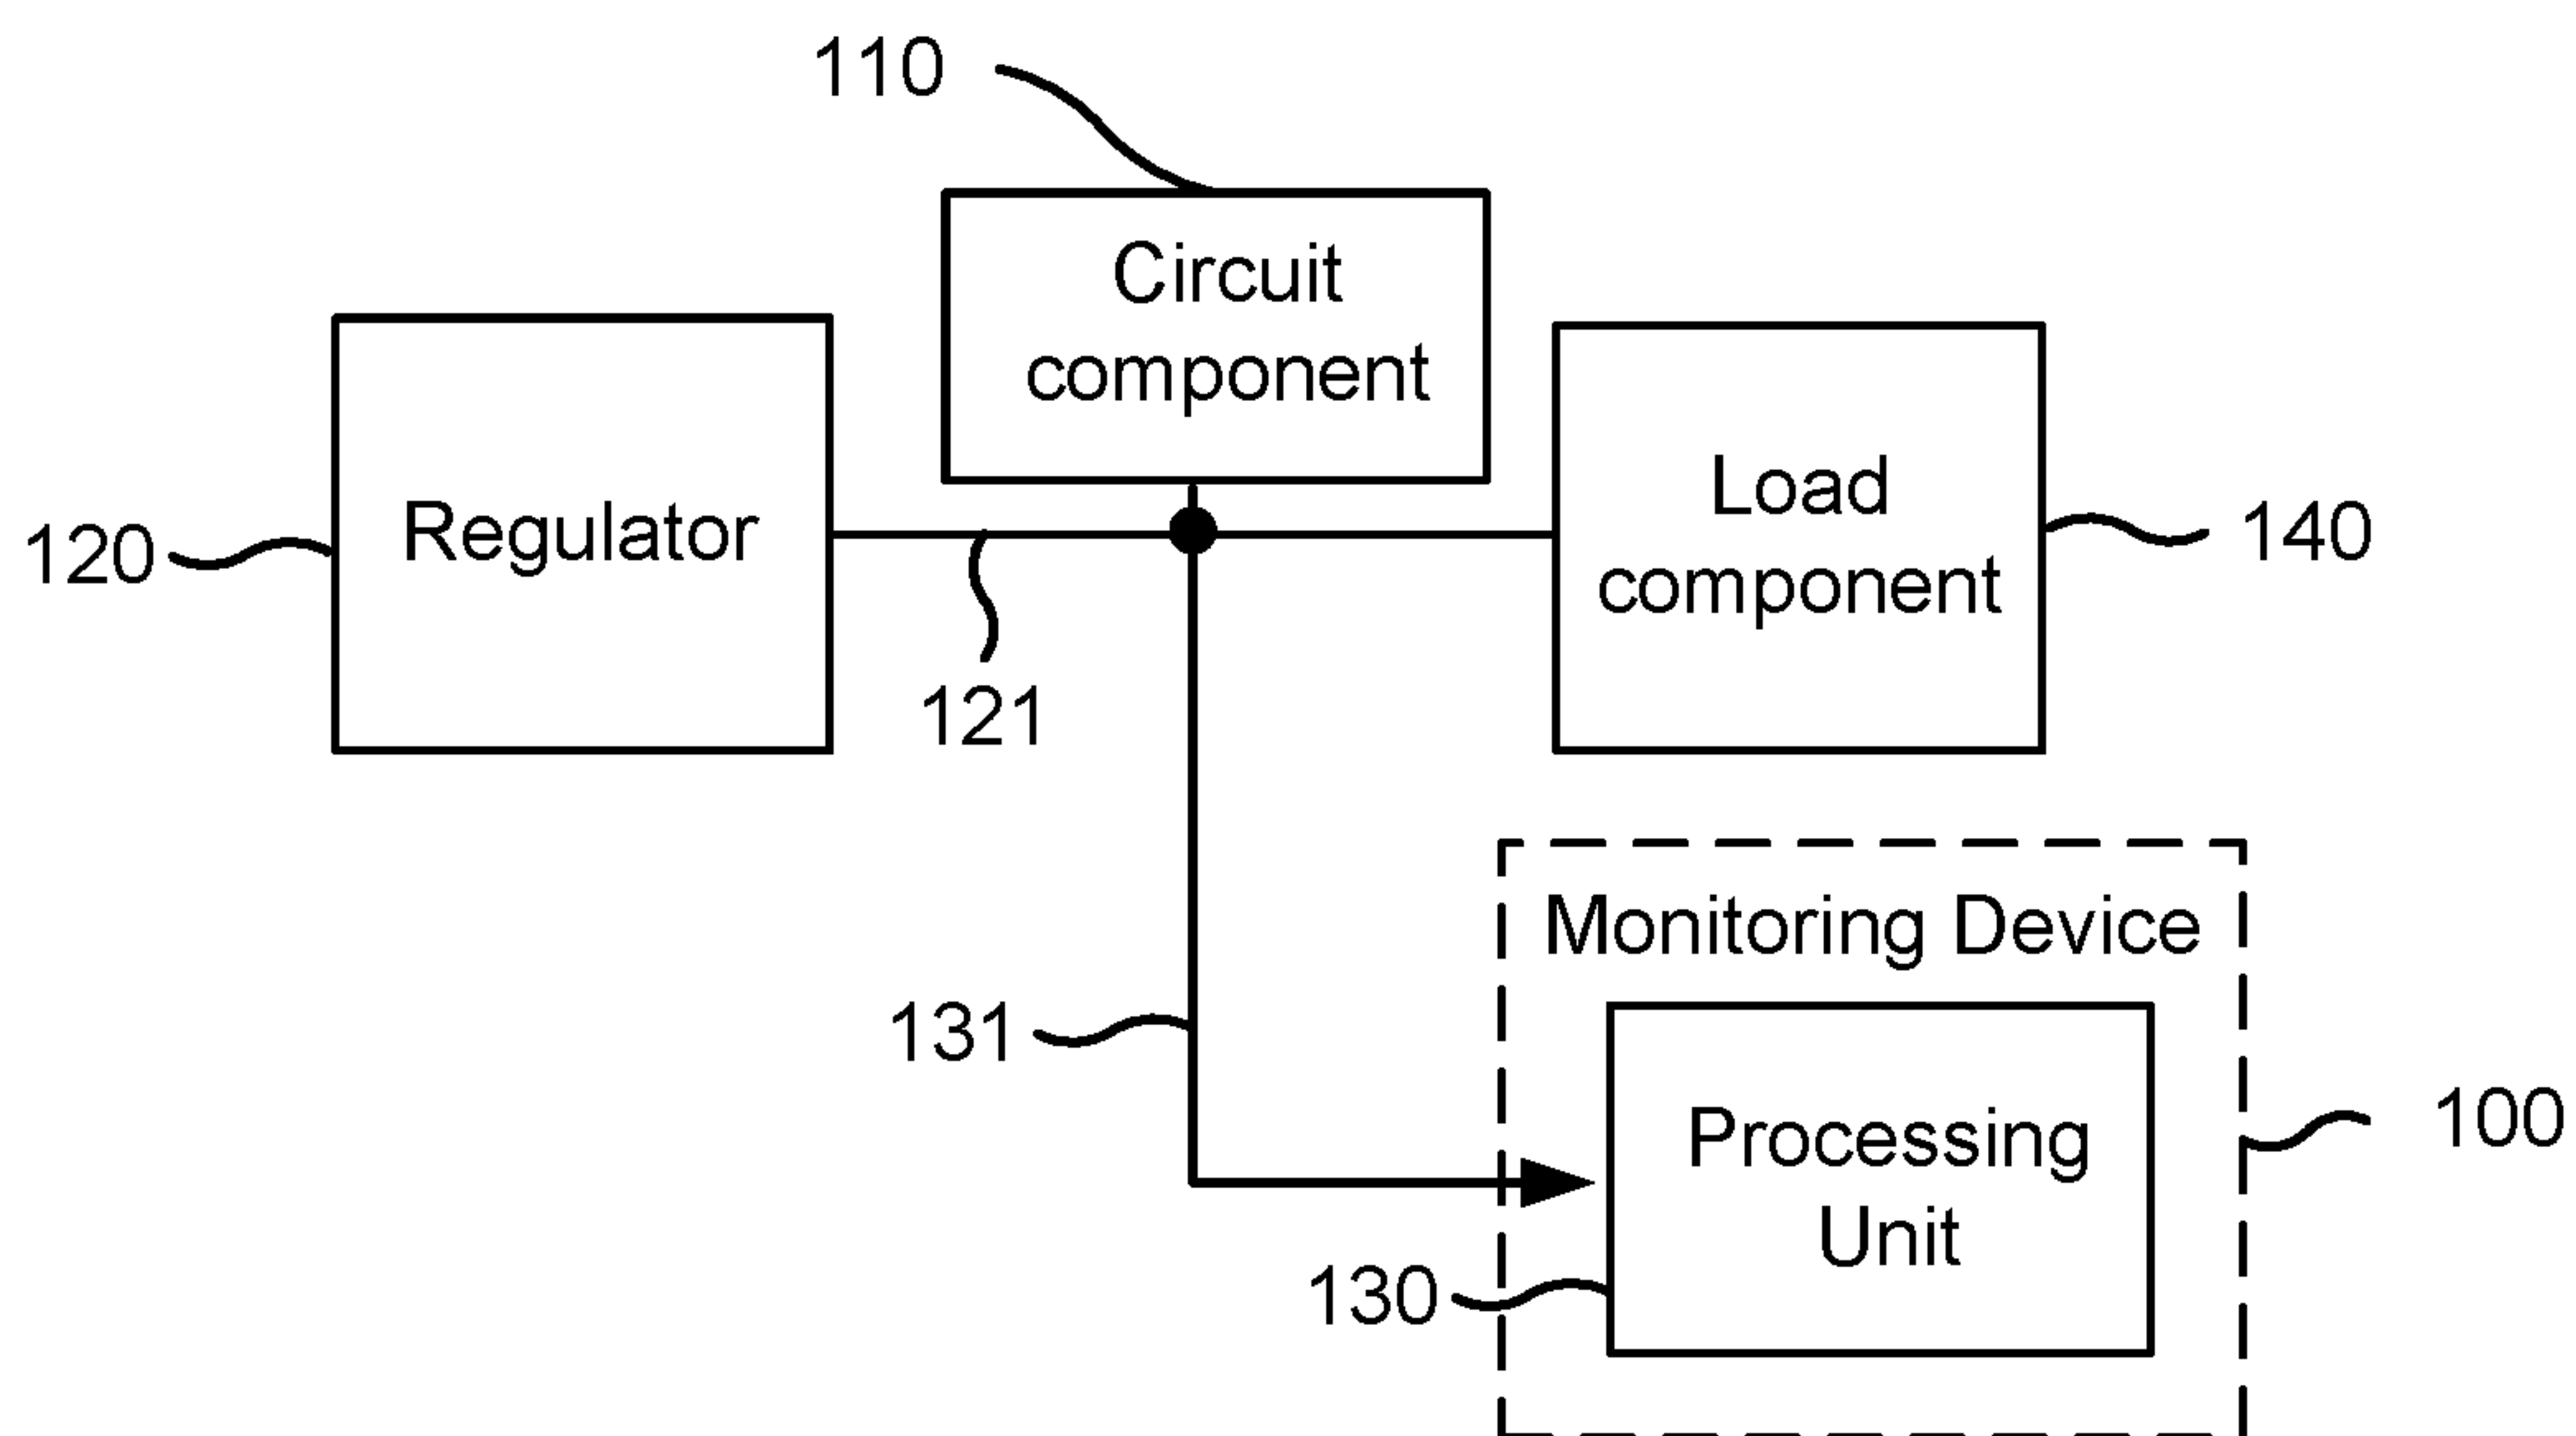 110
Circuit
component
120
Regulator
Load
component
140
121
Monitoring Device
131
Processing
Unit
100
130